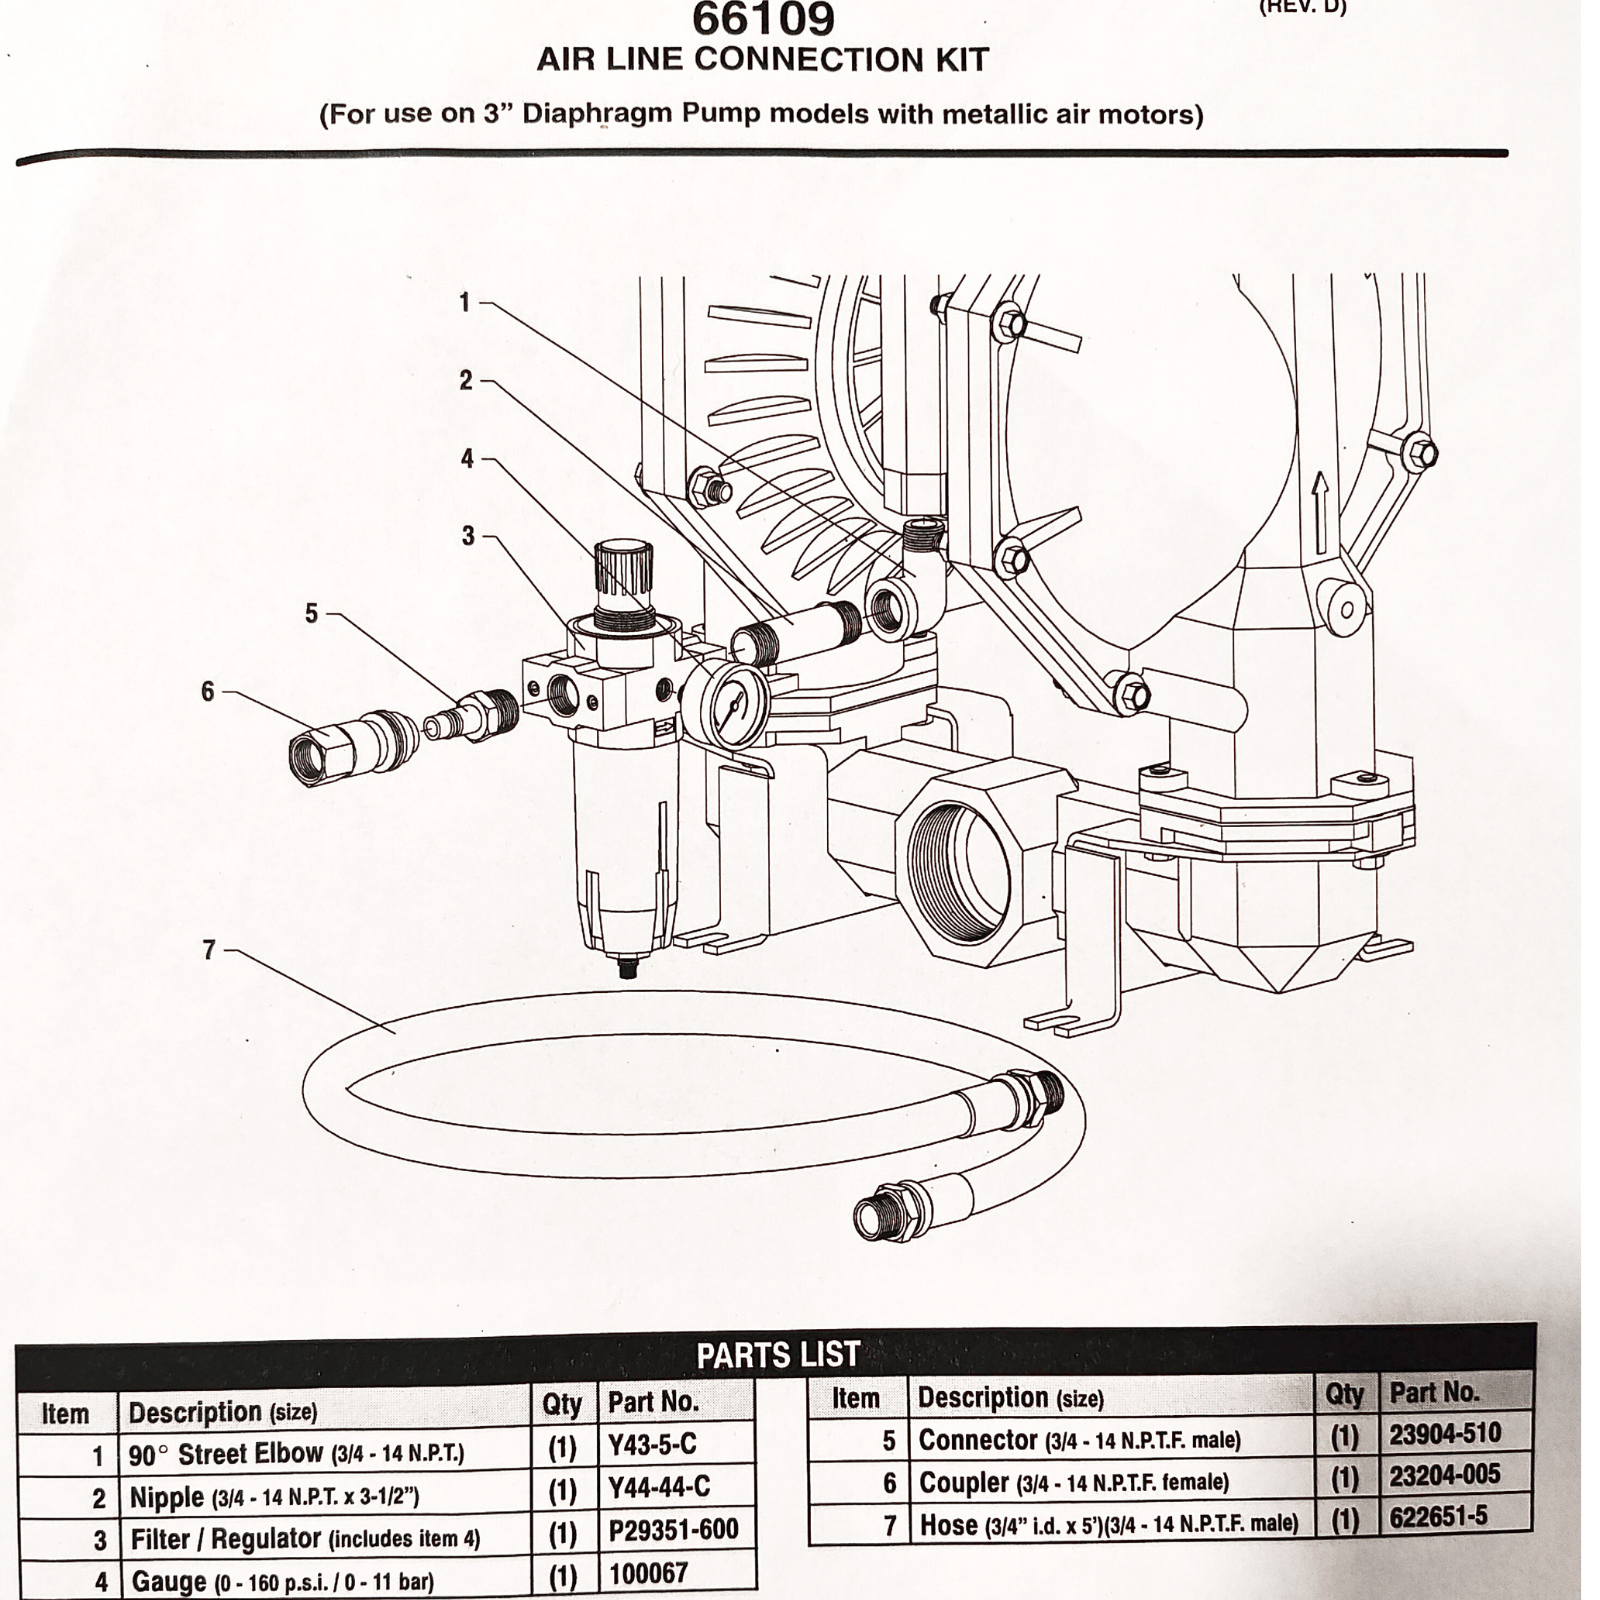 (REV. D)
66109
AIR LINE CONNECTION KIT
(For use on 3” Diaphragm Pump models with metallic air motors)
1
2
4
3
5
6
7
PARTS LIST
Item Description (size) Qty Part No.
1 90° Street Elbow (3/4 - 14 N.P.T.) (1) Y43-5-C
2 Nipple (3/4 - 14 N.P.T. x 3-1/2”) (1) Y44-44-C
3 Filter / Regulator (includes item 4) (1) P29351-600
4 Gauge (0 - 160 p.s.i. / 0 - 11 bar) (1) 100067
Item Description (size) Qty Part No.
5 Connector (3/4 - 14 N.P.T.F. male) (1) 23904-510
6 Coupler (3/4 - 14 N.P.T.F. female) (1) 23204-005
7 Hose (3/4” i.d. x 5’)(3/4 - 14 N.P.T.F. male) (1) 622651-5